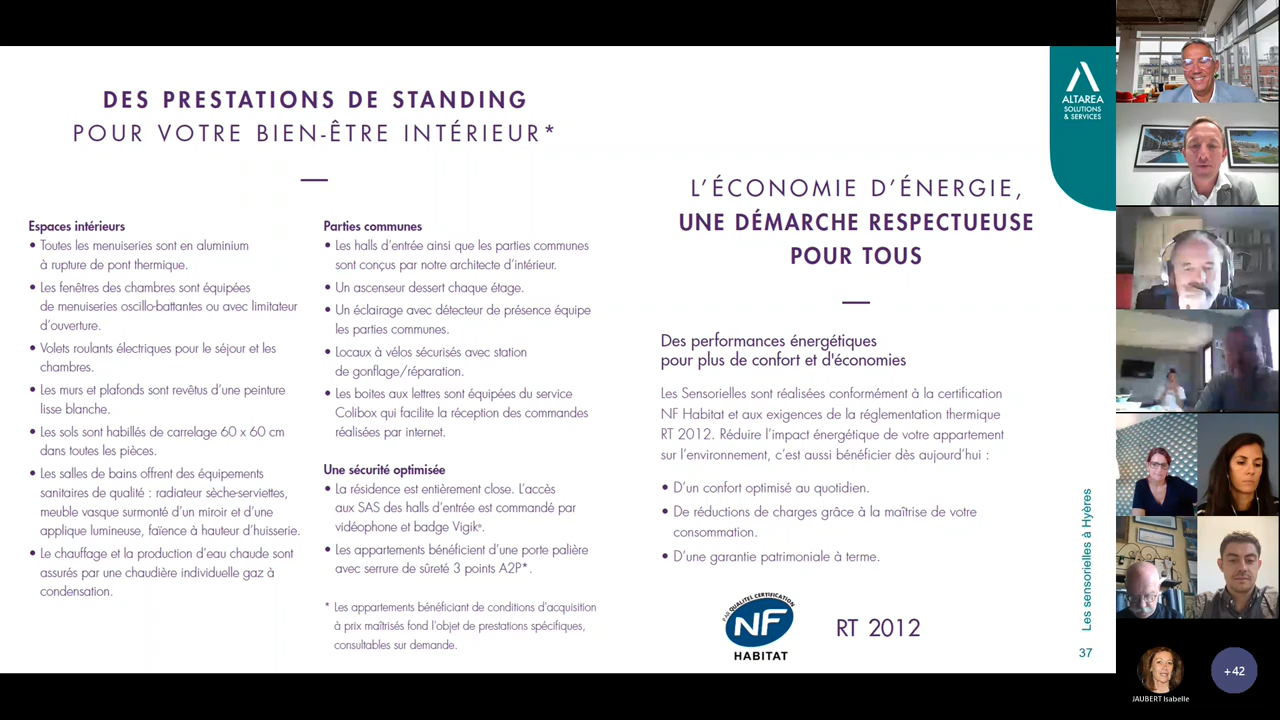 DES PRESTATIONS DE STANDING
POUR VOTRE BIEN-ÊTRE INTÉRIEUR*
Espaces intérieurs
• Toutes les menuiseries sont en aluminium
à rupture de pont thermique.
• Les fenêtres des chambres sont équipées
de menuiseries oscillo-battantes ou avec limitateur
d'ouverture.
• Volets roulants électriques pour le séjour et les
chambres.
• Les murs et plafonds sont revêtus d'une peinture
lisse blanche.
• Les sols sont habillés de carrelage 60 x 60 cm
dans toutes les pièces.
• Les salles de bains offrent des équipements
sanitaires de qualité : radiateur sèche-serviettes,
meuble vasque surmonté d'un miroir et d'une
applique lumineuse, faïence à hauteur d'huisserie.
• Le chauffage et la production d'eau chaude sont
assurés par une chaudière individuelle gaz à
condensation.
Parties communes
• Les halls d'entrée ainsi que les parties communes
sont conçus par notre architecte d'intérieur.
• Un ascenseur dessert chaque étage.
• Un éclairage avec détecteur de présence équipe
les parties communes.
• Locaux à vélos sécurisés avec station
de gonflage/réparation.
• Les boites aux lettres sont équipées du service
Colibox qui facilite la réception des commandes
réalisées par internet.
Une sécurité optimisée
• La résidence est entièrement close. L'accès
aux SAS des halls d'entrée est commandé par
vidéophone et badge Vigik®.
• Les appartements bénéficient d'une porte palière
avec serrure de sûreté 3 points A2P*.
* Les appartements bénéficiant de conditions d'acquisition
à prix maîtrisés fond l'objet de prestations spécifiques,
consultables sur demande.
L'ÉCONOMIE D'ÉNERGIE,
UNE DÉMARCHE RESPECTUEUSE
POUR TOUS
Des performances énergétiques
pour plus de confort et d'économies
Les Sensorielles sont réalisées conformément à la certification
NF Habitat et aux exigences de la réglementation thermique
RT 2012. Réduire l'impact énergétique de votre appartement
sur l'environnement, c'est aussi bénéficier dès aujourd'hui :
• D'un confort optimisé au quotidien.
• De réductions de charges grâce à la maîtrise de votre
consommation.
• D'une garantie patrimoniale à terme.
PAR QUALITEL CERTIFICATION
NF
HABITAT
RT 2012
ALTAREA
SOLUTIONS
& SERVICES
Les sensorielles à Hyères
37
JAUBERT Isabelle
+42